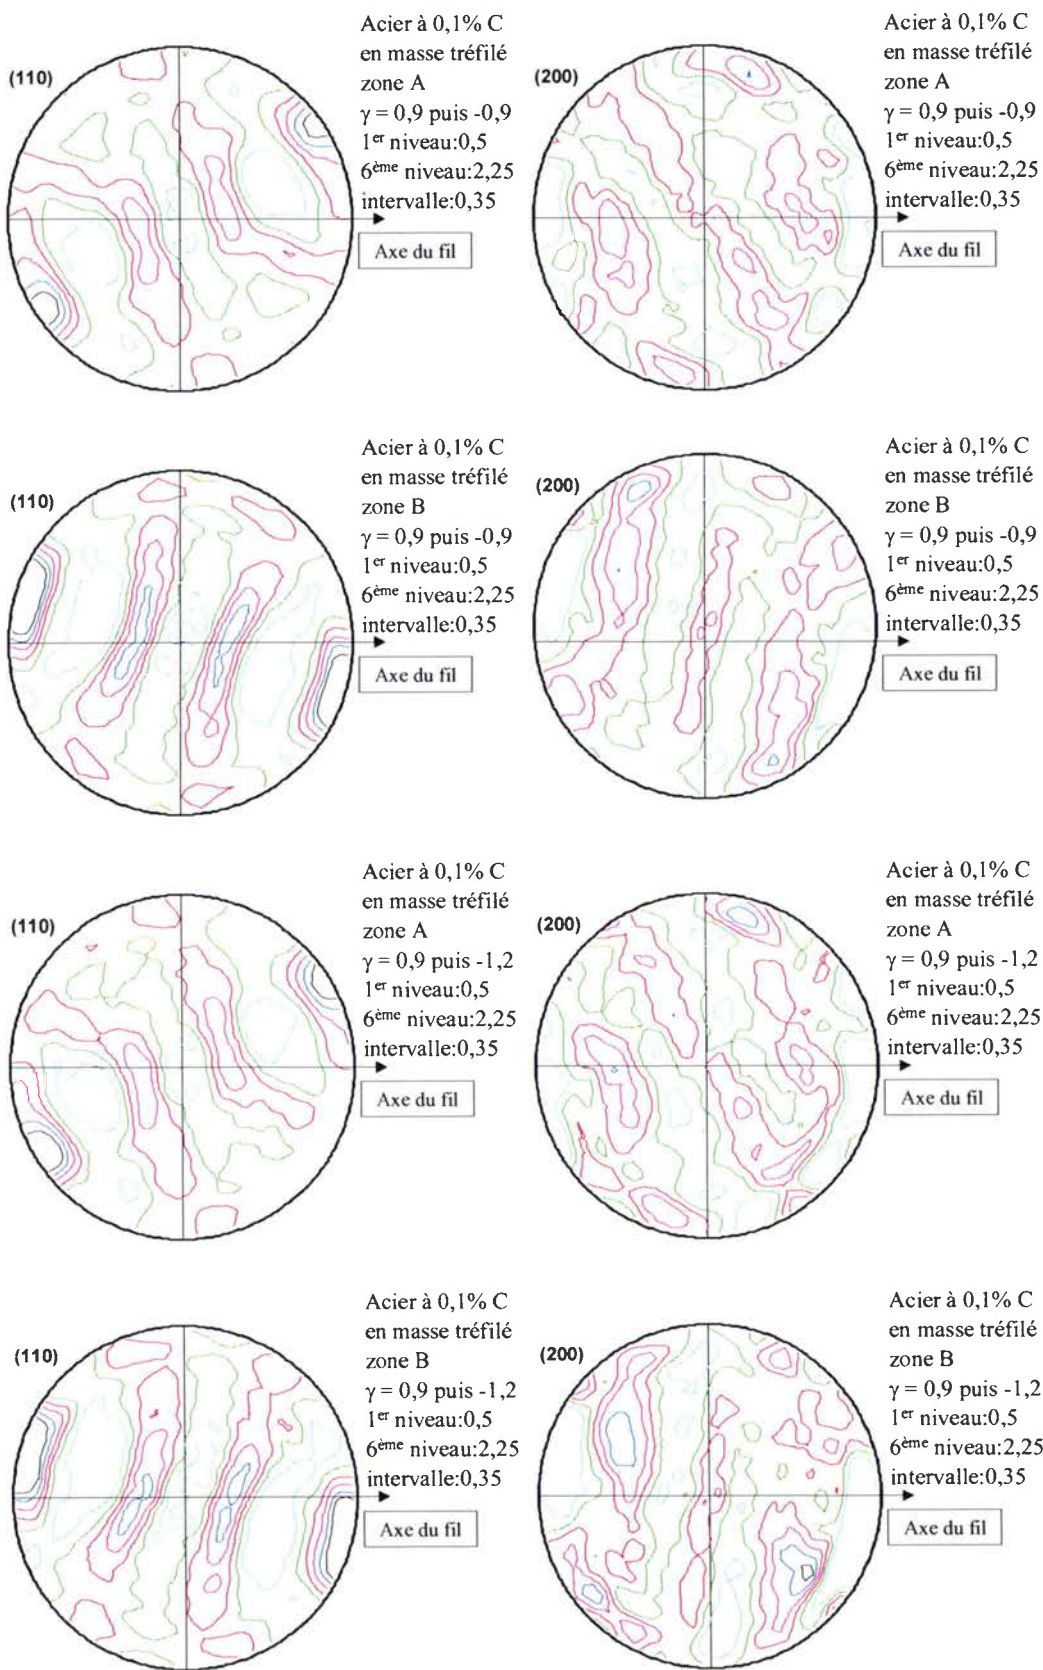 (110)
Acier à 0,1% C
en masse tréfilé
zone A
γ = 0,9 puis -0,9
1er niveau:0,5
6ème niveau:2,25
intervalle:0,35
Axe du fil
(200)
Acier à 0,1% C
en masse tréfilé
zone A
γ = 0,9 puis -0,9
1er niveau:0,5
6ème niveau:2,25
intervalle:0,35
Axe du fil
(110)
Acier à 0,1% C
en masse tréfilé
zone B
γ = 0,9 puis -0,9
1er niveau:0,5
6ème niveau:2,25
intervalle:0,35
Axe du fil
(200)
Acier à 0,1% C
en masse tréfilé
zone B
γ = 0,9 puis -0,9
1er niveau:0,5
6ème niveau:2,25
intervalle:0,35
Axe du fil
(110)
Acier à 0,1% C
en masse tréfilé
zone A
γ = 0,9 puis -1,2
1er niveau:0,5
6ème niveau:2,25
intervalle:0,35
Axe du fil
(200)
Acier à 0,1% C
en masse tréfilé
zone A
γ = 0,9 puis -1,2
1er niveau:0,5
6ème niveau:2,25
intervalle:0,35
Axe du fil
(110)
Acier à 0,1% C
en masse tréfilé
zone B
γ = 0,9 puis -1,2
1er niveau:0,5
6ème niveau:2,25
intervalle:0,35
Axe du fil
(200)
Acier à 0,1% C
en masse tréfilé
zone B
γ = 0,9 puis -1,2
1er niveau:0,5
6ème niveau:2,25
intervalle:0,35
Axe du fil